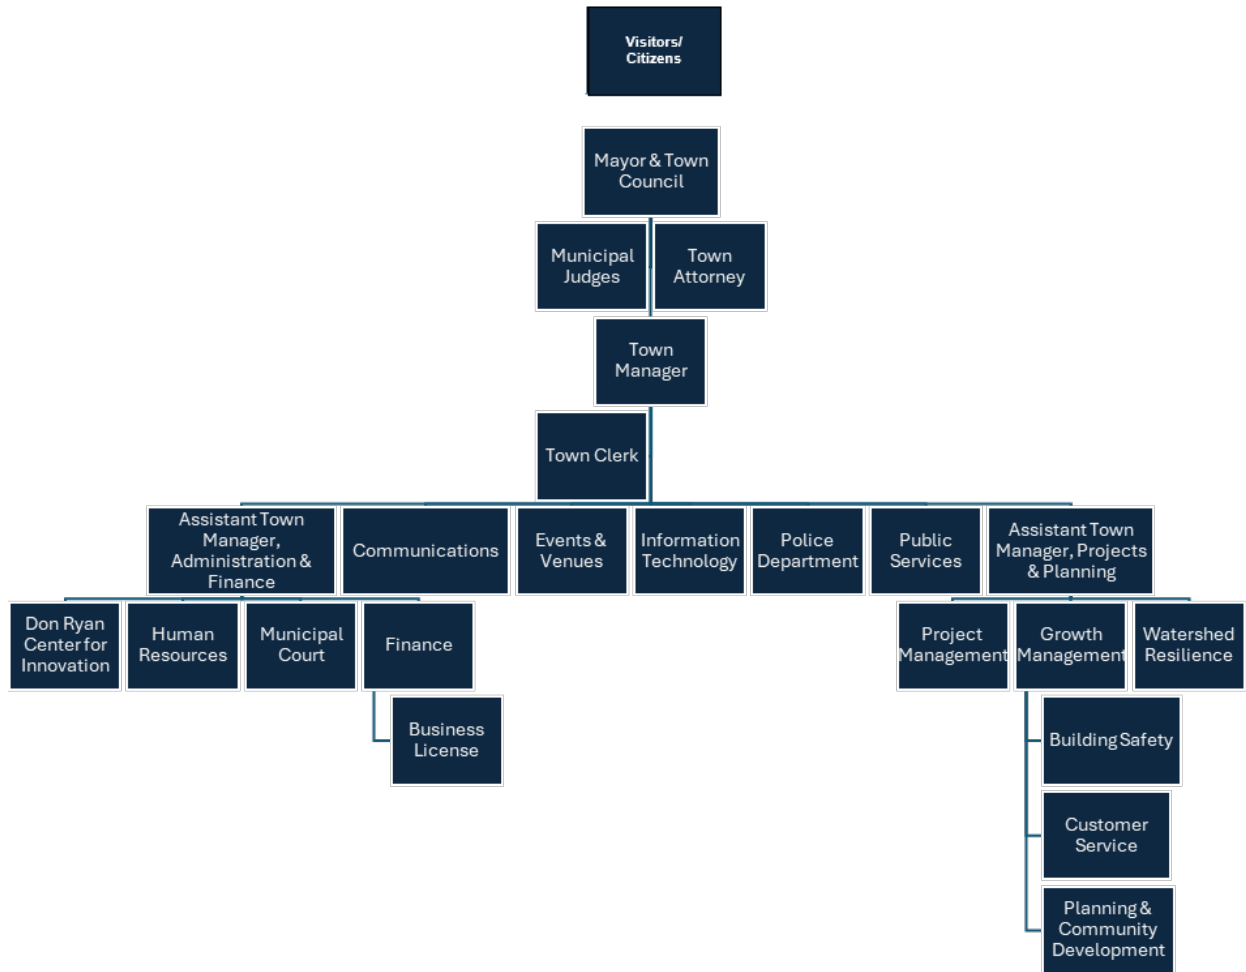 Visitors/
Citizens
Mayor & Town
Council
Municipal
Judges
Town
Attorney
Town
Manager
Town Clerk
Assistant Town
Manager,
Administration &
Finance
Communications
Events &
Venues
Information
Technology
Police
Department
Public
Services
Assistant Town
Manager, Projects
& Planning
Don Ryan
Center for
Innovation
Human
Resources
Municipal
Court
Finance
Project
Management
Growth
Management
Watershed
Resilience
Business
License
Building Safety
Customer
Service
Planning &
Community
Development